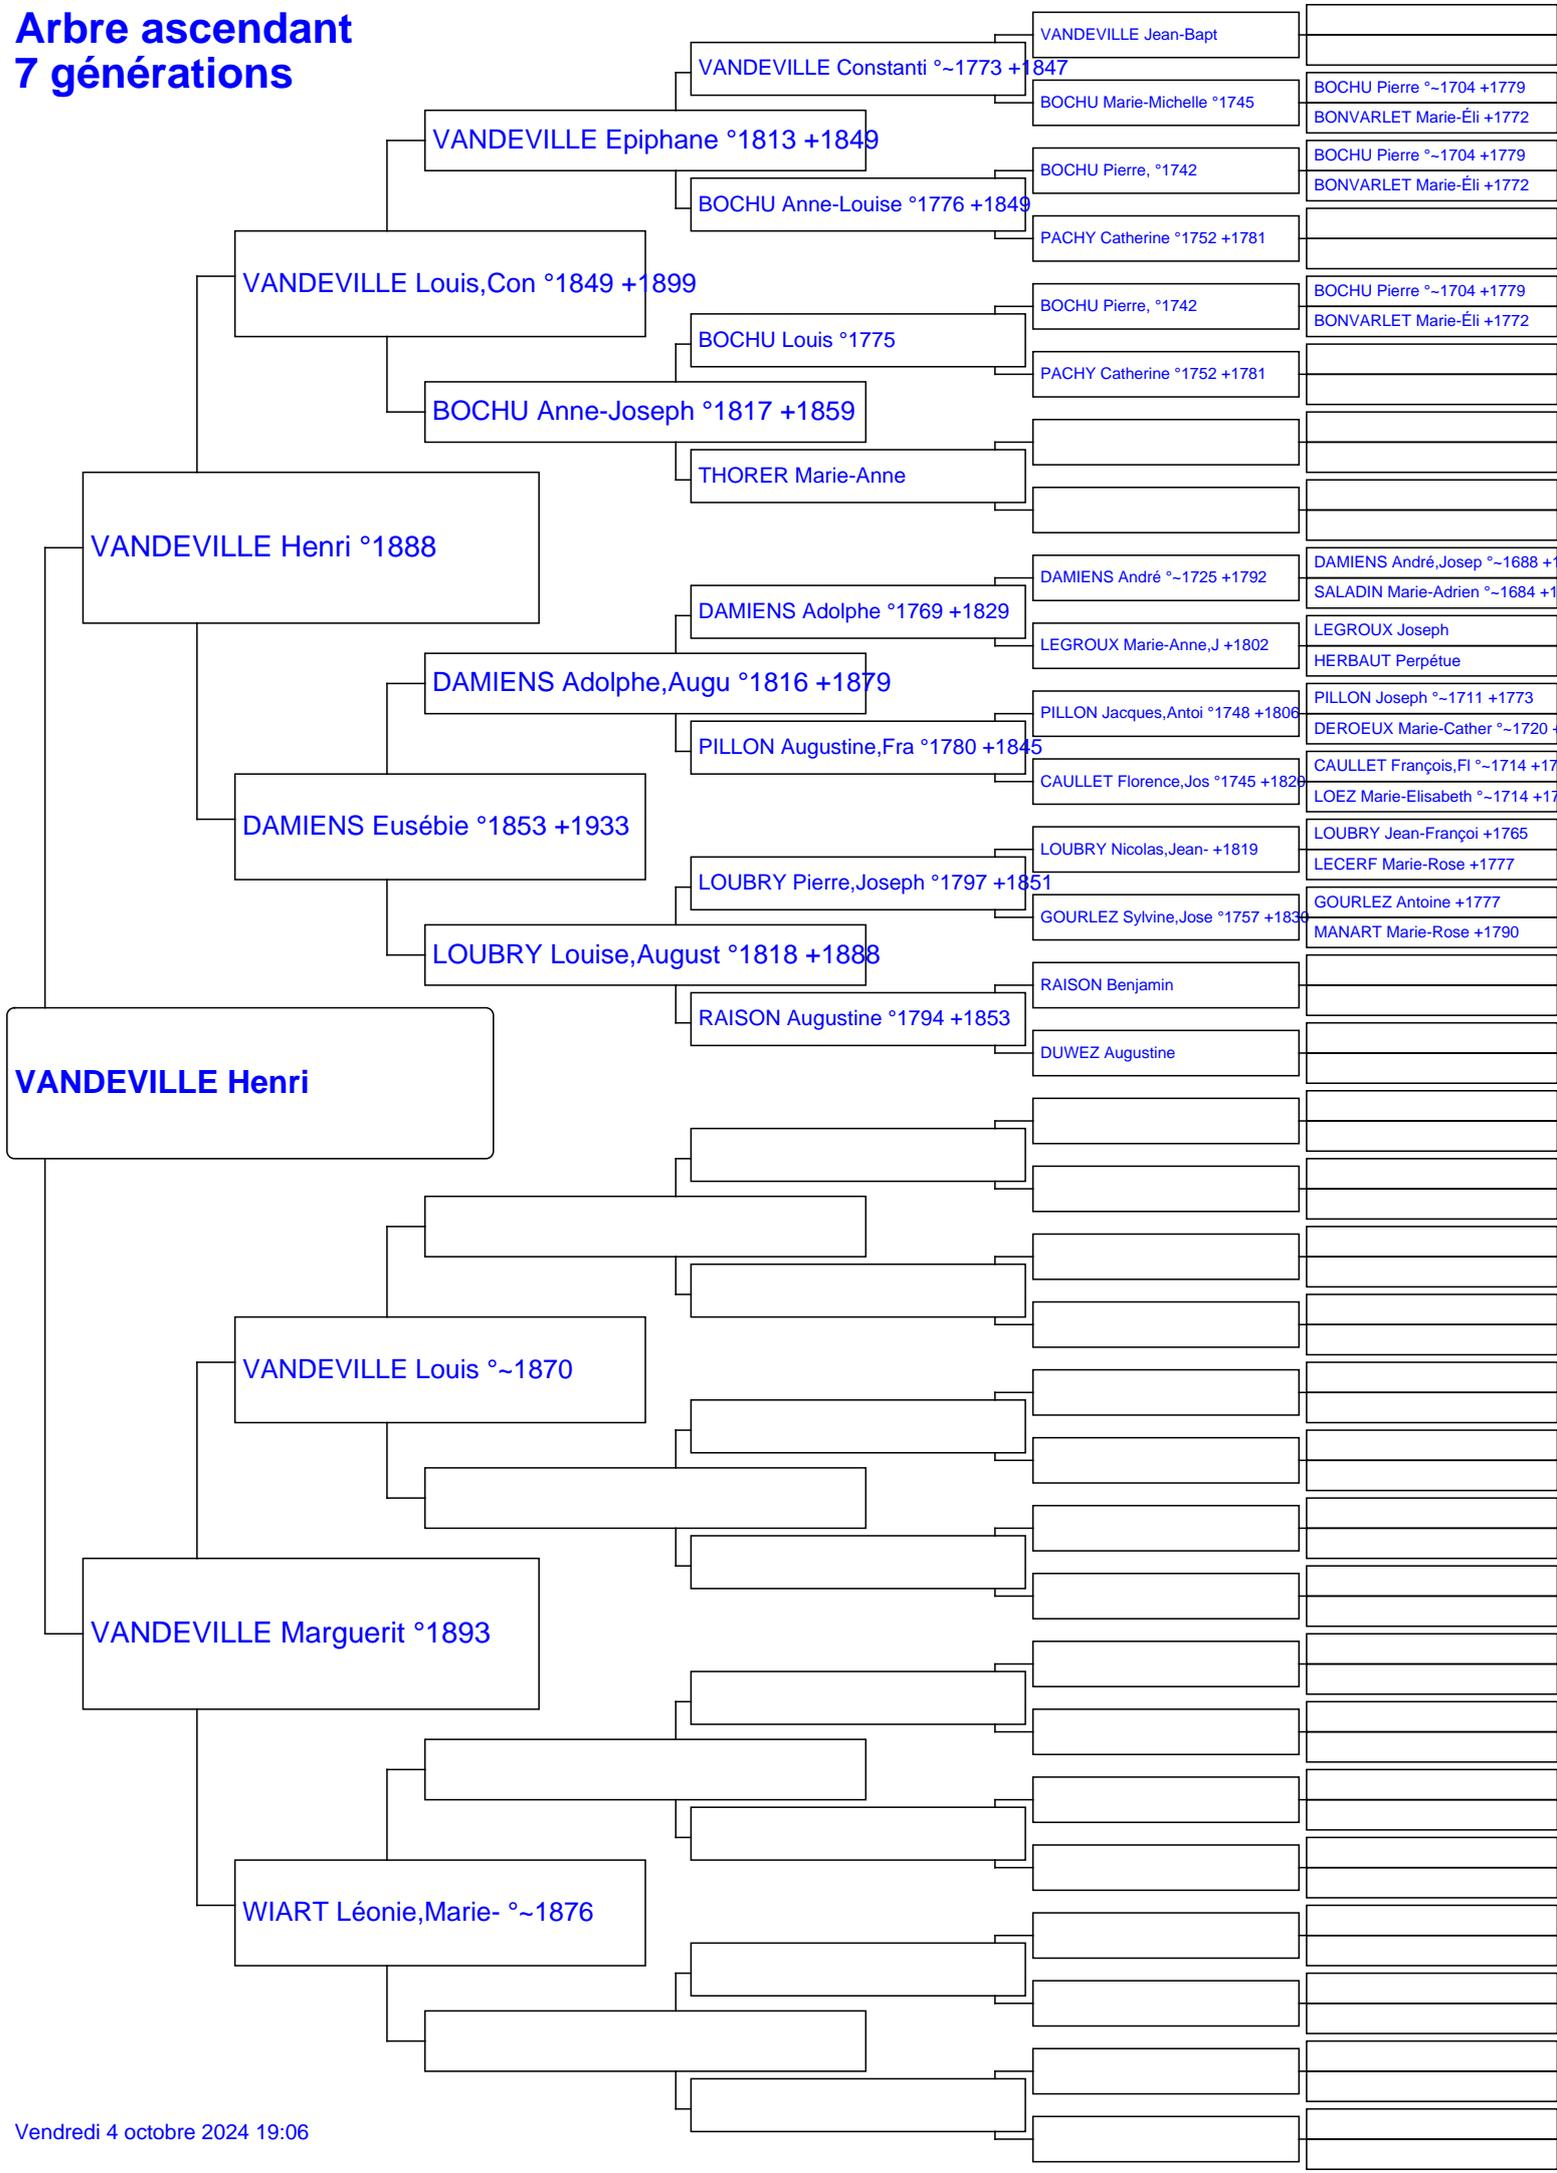 Arbre ascendant
7 générations
VANDEVILLE Henri
VANDEVILLE Henri °1888
VANDEVILLE Marguerit °1893
VANDEVILLE Louis,Con °1849 +1899
DAMIENS Eusébie °1853 +1933
VANDEVILLE Louis °~1870
WIART Léonie,Marie- °~1876
VANDEVILLE Epiphane °1813 +1849
BOCHU Anne-Joseph °1817 +1859
DAMIENS Adolphe,Augu °1816 +1879
LOUBRY Louise,August °1818 +1888
VANDEVILLE Constanti °~1773 +1847
BOCHU Anne-Louise °1776 +1849
BOCHU Louis °1775
THORER Marie-Anne
DAMIENS Adolphe °1769 +1829
PILLON Augustine,Fra °1780 +1845
LOUBRY Pierre,Joseph °1797 +1851
RAISON Augustine °1794 +1853
VANDEVILLE Jean-Bapt
BOCHU Marie-Michelle °1745
BOCHU Pierre, °1742
PACHY Catherine °1752 +1781
BOCHU Pierre, °1742
PACHY Catherine °1752 +1781
DAMIENS André °~1725 +1792
LEGROUX Marie-Anne,J +1802
PILLON Jacques,Antoi °1748 +1806
CAULLET Florence,Jos °1745 +1820
LOUBRY Nicolas,Jean- +1819
GOURLEZ Sylvine,Jose °1757 +1830
RAISON Benjamin
DUWEZ Augustine
BOCHU Pierre °~1704 +1779
BONVARLET Marie-Éli +1772
BOCHU Pierre °~1704 +1779
BONVARLET Marie-Éli +1772
BOCHU Pierre °~1704 +1779
BONVARLET Marie-Éli +1772
DAMIENS André,Josep °~1688 +1
SALADIN Marie-Adrien °~1684 +1
LEGROUX Joseph
HERBAUT Perpétue
PILLON Joseph °~1711 +1773
DEROEUX Marie-Cather °~1720 +
CAULLET François,Fl °~1714 +17
LOEZ Marie-Elisabeth °~1714 +17
LOUBRY Jean-Françoi +1765
LECERF Marie-Rose +1777
GOURLEZ Antoine +1777
MANART Marie-Rose +1790
Vendredi 4 octobre 2024 19:06